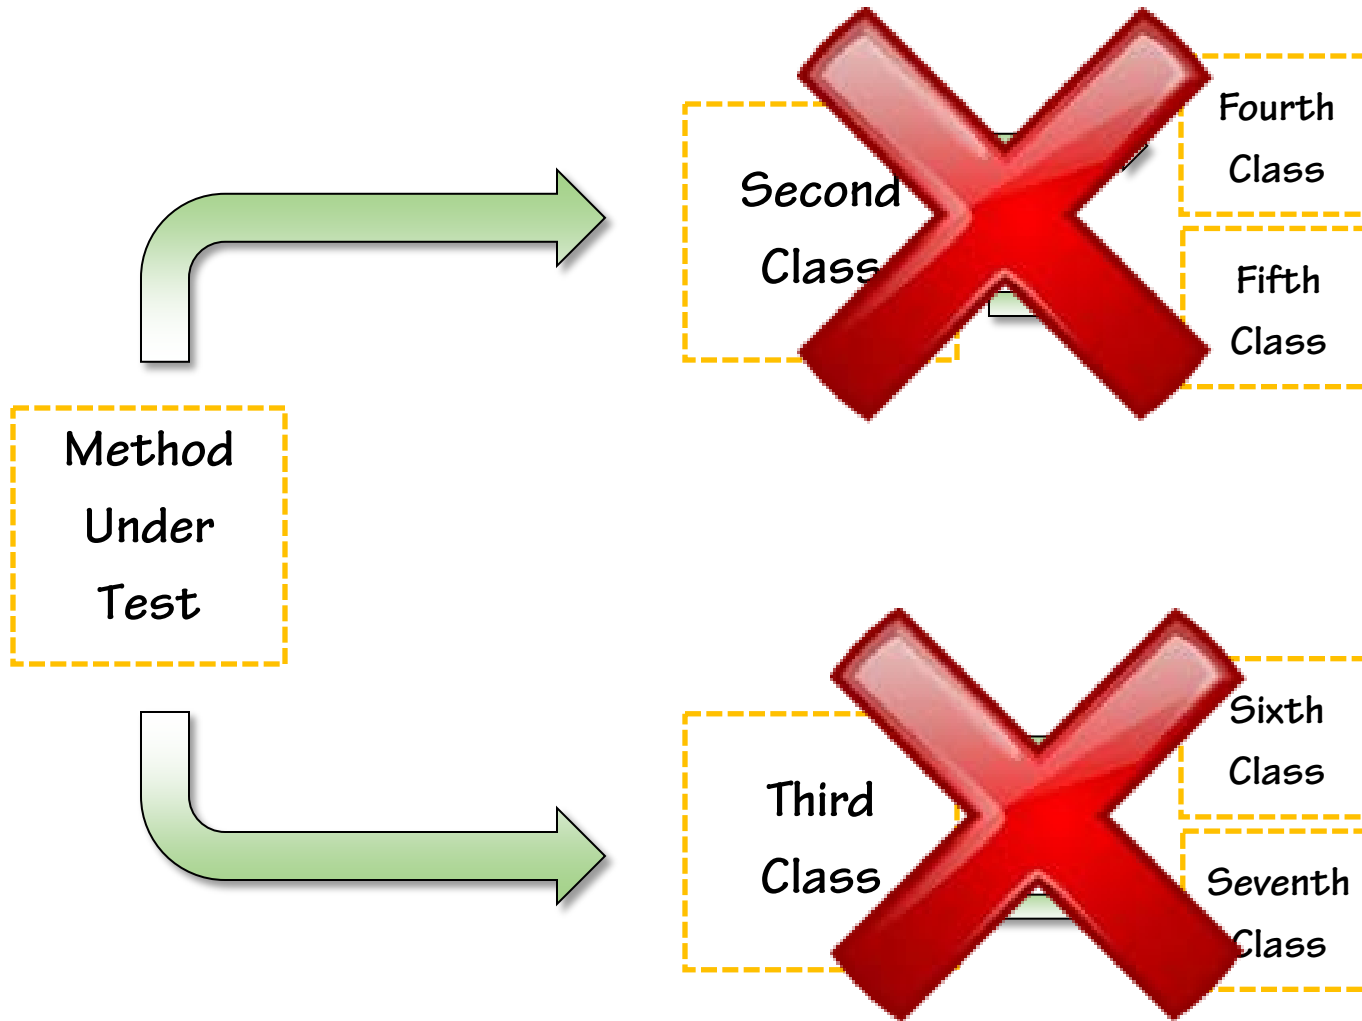 Fourth
Class
Second
Class
Fifth
Class
Method
Under
Test
Sixth
Class
Third
Class
Seventh
Class